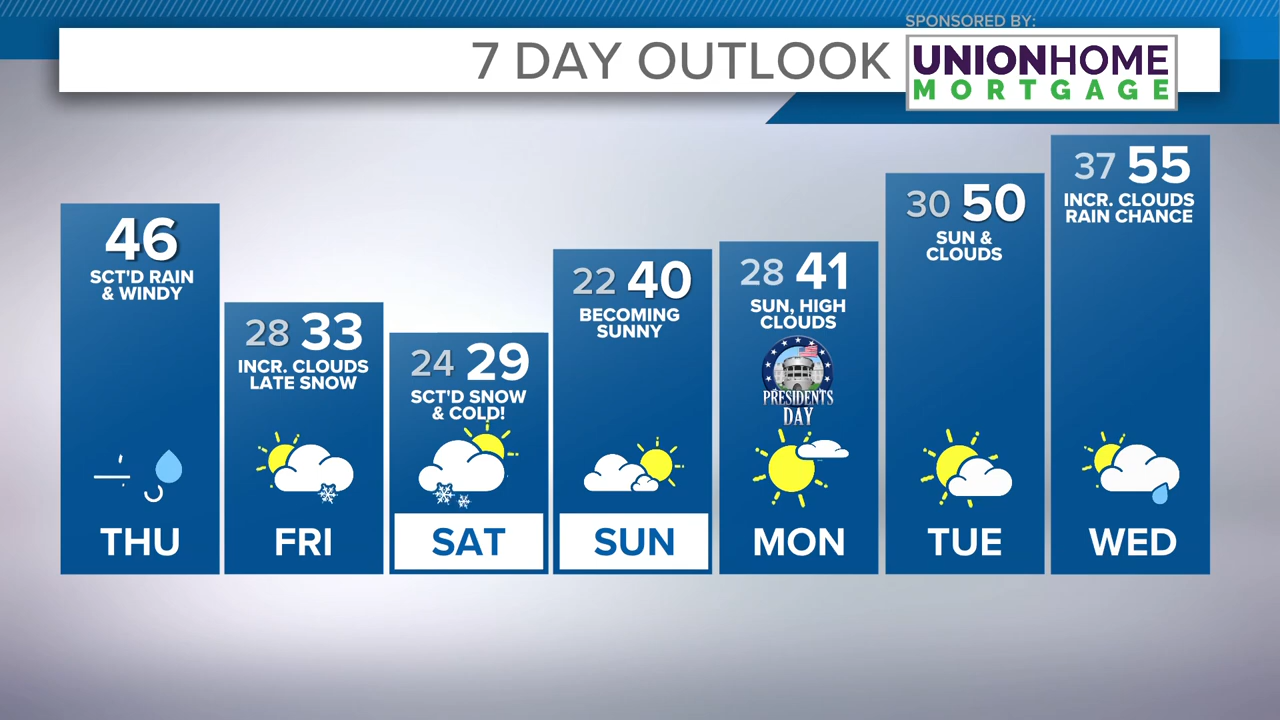 SPONSORED BY:
7 DAY OUTLOOK
UNIONHOME
MORTGAGE
46
SCT'D RAIN
& WINDY
THU
28 33
INCR. CLOUDS
LATE SNOW
FRI
24 29
SCT'D SNOW
& COLD!
SAT
22 40
BECOMING
SUNNY
SUN
28 41
SUN, HIGH
CLOUDS
PRESIDENTS
DAY
MON
30 50
SUN &
CLOUDS
TUE
37 55
INCR. CLOUDS
RAIN CHANCE
WED